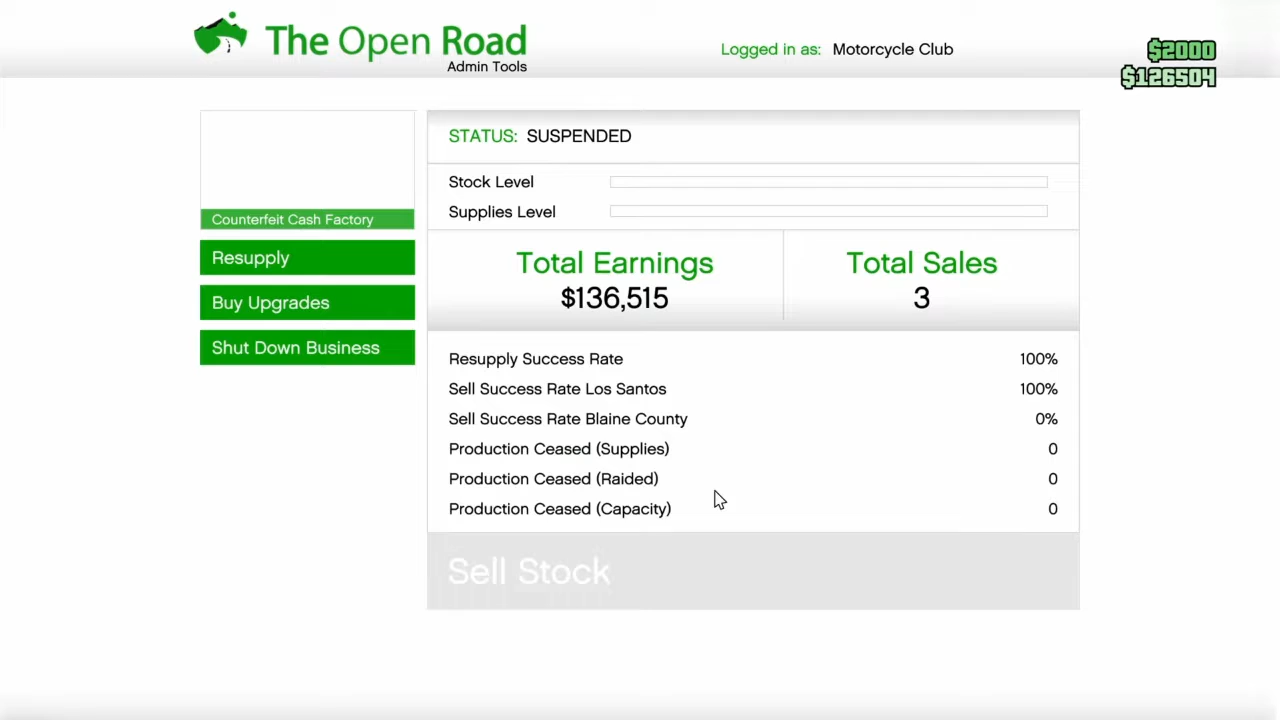 The Open Road
Admin Tools
Logged in as: Motorcycle Club
$2000
$126504
Counterfeit Cash Factory
Resupply
Buy Upgrades
Shut Down Business
STATUS: SUSPENDED
Stock Level
Supplies Level
Total Earnings
$136,515
Total Sales
3
Resupply Success Rate 100%
Sell Success Rate Los Santos 100%
Sell Success Rate Blaine County 0%
Production Ceased (Supplies) 0
Production Ceased (Raided) 0
Production Ceased (Capacity) 0
Sell Stock